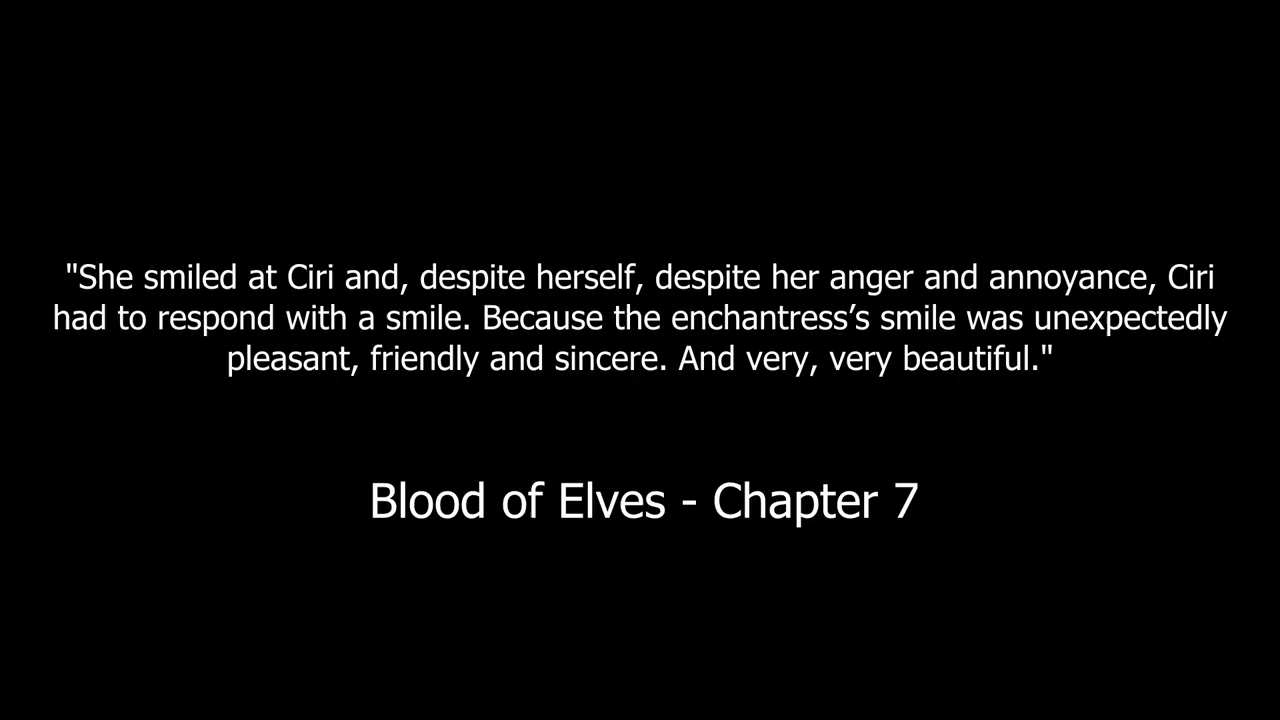 "She smiled at Ciri and, despite herself, despite her anger and annoyance, Ciri
had to respond with a smile. Because the enchantress’s smile was unexpectedly
pleasant, friendly and sincere. And very, very beautiful."
Blood of Elves - Chapter 7